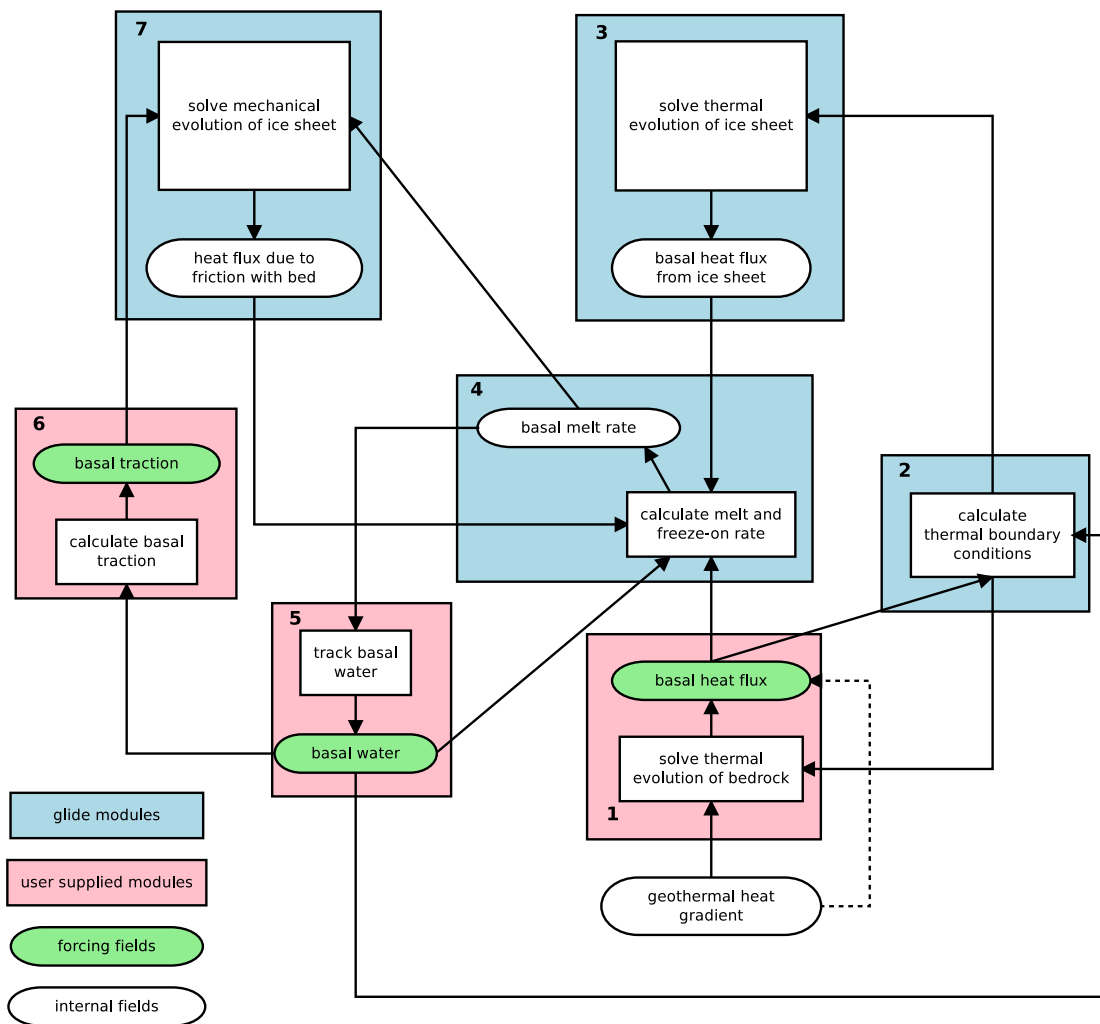 7
solve mechanical
evolution of ice sheet
heat flux due to
friction with bed
3
solve thermal
evolution of ice sheet
basal heat flux
from ice sheet
4
basal melt rate
calculate melt and
freeze-on rate
6
basal traction
calculate basal
traction
2
calculate
thermal boundary
conditions
5
track basal
water
basal water
basal heat flux
solve thermal
evolution of bedrock
1
geothermal heat
gradient
glide modules
user supplied modules
forcing fields
internal fields